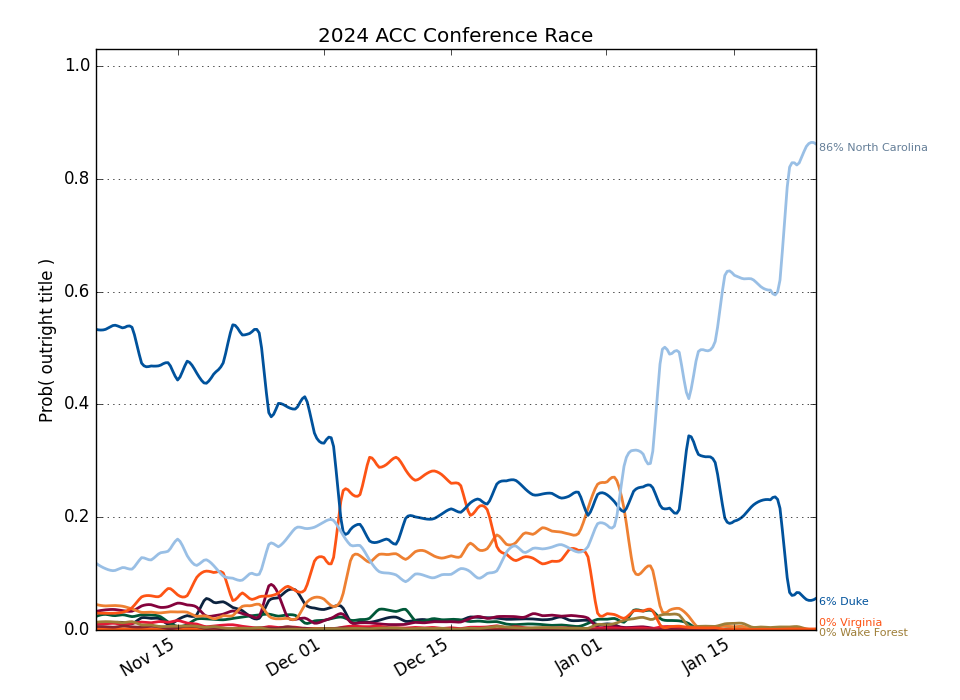 2024 ACC Conference Race
Prob( outright title )
1.0
0.8
0.6
0.4
0.2
0.0
Nov 15
Dec 01
Dec 15
Jan 01
Jan 15
86% North Carolina
6% Duke
0% Virginia
0% Wake Forest